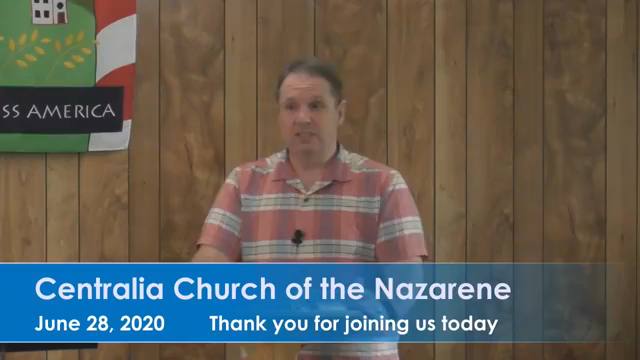 SS AMERICA
Centralia Church of the Nazarene
June 28, 2020 Thank you for joining us today